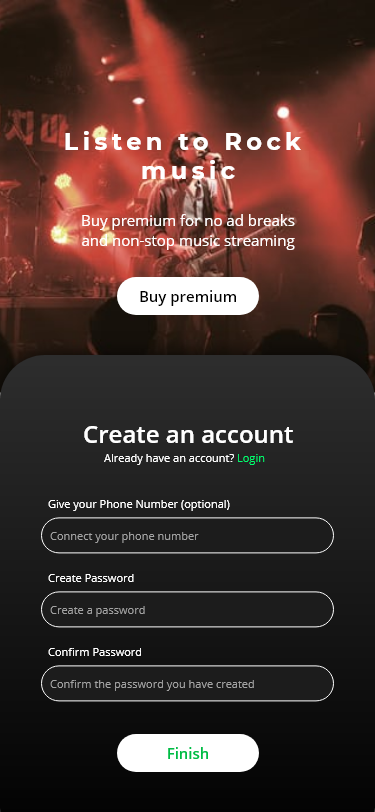 Listen to Rock
music
Buy premium for no ad breaks
and non-stop music streaming
Buy premium
Create an account
Already have an account? Login
Give your Phone Number (optional)
Connect your phone number
Create Password
Create a password
Confirm Password
Confirm the password you have created
Finish